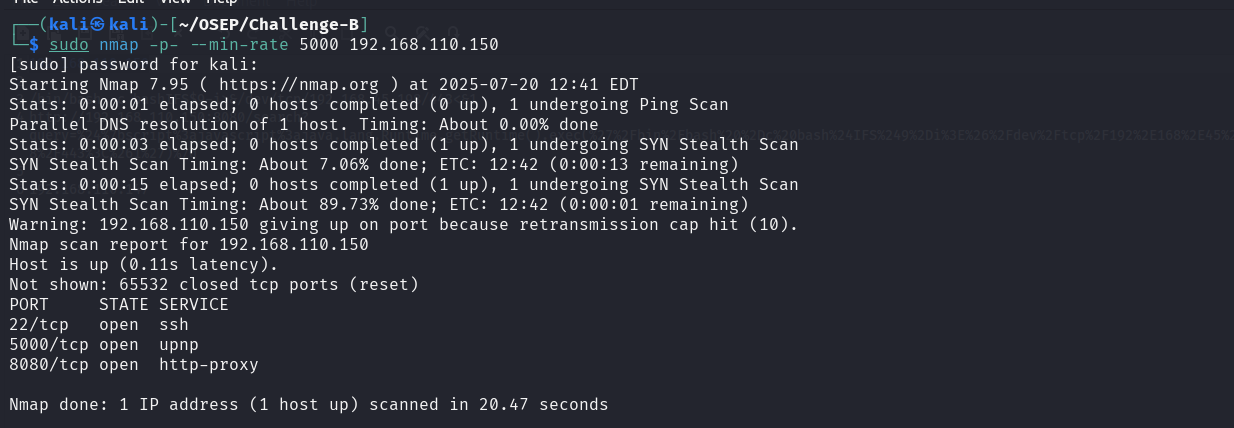 File Actions Edit View Help
┌──(kali㉿kali)-[~/OSEP/Challenge-B]
└─$ sudo nmap -p- --min-rate 5000 192.168.110.150
[sudo] password for kali:
Starting Nmap 7.95 ( https://nmap.org ) at 2025-07-20 12:41 EDT
Stats: 0:00:01 elapsed; 0 hosts completed (0 up), 1 undergoing Ping Scan
Parallel DNS resolution of 1 host. Timing: About 0.00% done
Stats: 0:00:03 elapsed; 0 hosts completed (1 up), 1 undergoing SYN Stealth Scan
SYN Stealth Scan Timing: About 7.06% done; ETC: 12:42 (0:00:13 remaining)
Stats: 0:00:15 elapsed; 0 hosts completed (1 up), 1 undergoing SYN Stealth Scan
SYN Stealth Scan Timing: About 89.73% done; ETC: 12:42 (0:00:01 remaining)
Warning: 192.168.110.150 giving up on port because retransmission cap hit (10).
Nmap scan report for 192.168.110.150
Host is up (0.11s latency).
Not shown: 65532 closed tcp ports (reset)
PORT     STATE SERVICE
22/tcp   open  ssh
5000/tcp open  upnp
8080/tcp open  http-proxy
Nmap done: 1 IP address (1 host up) scanned in 20.47 seconds